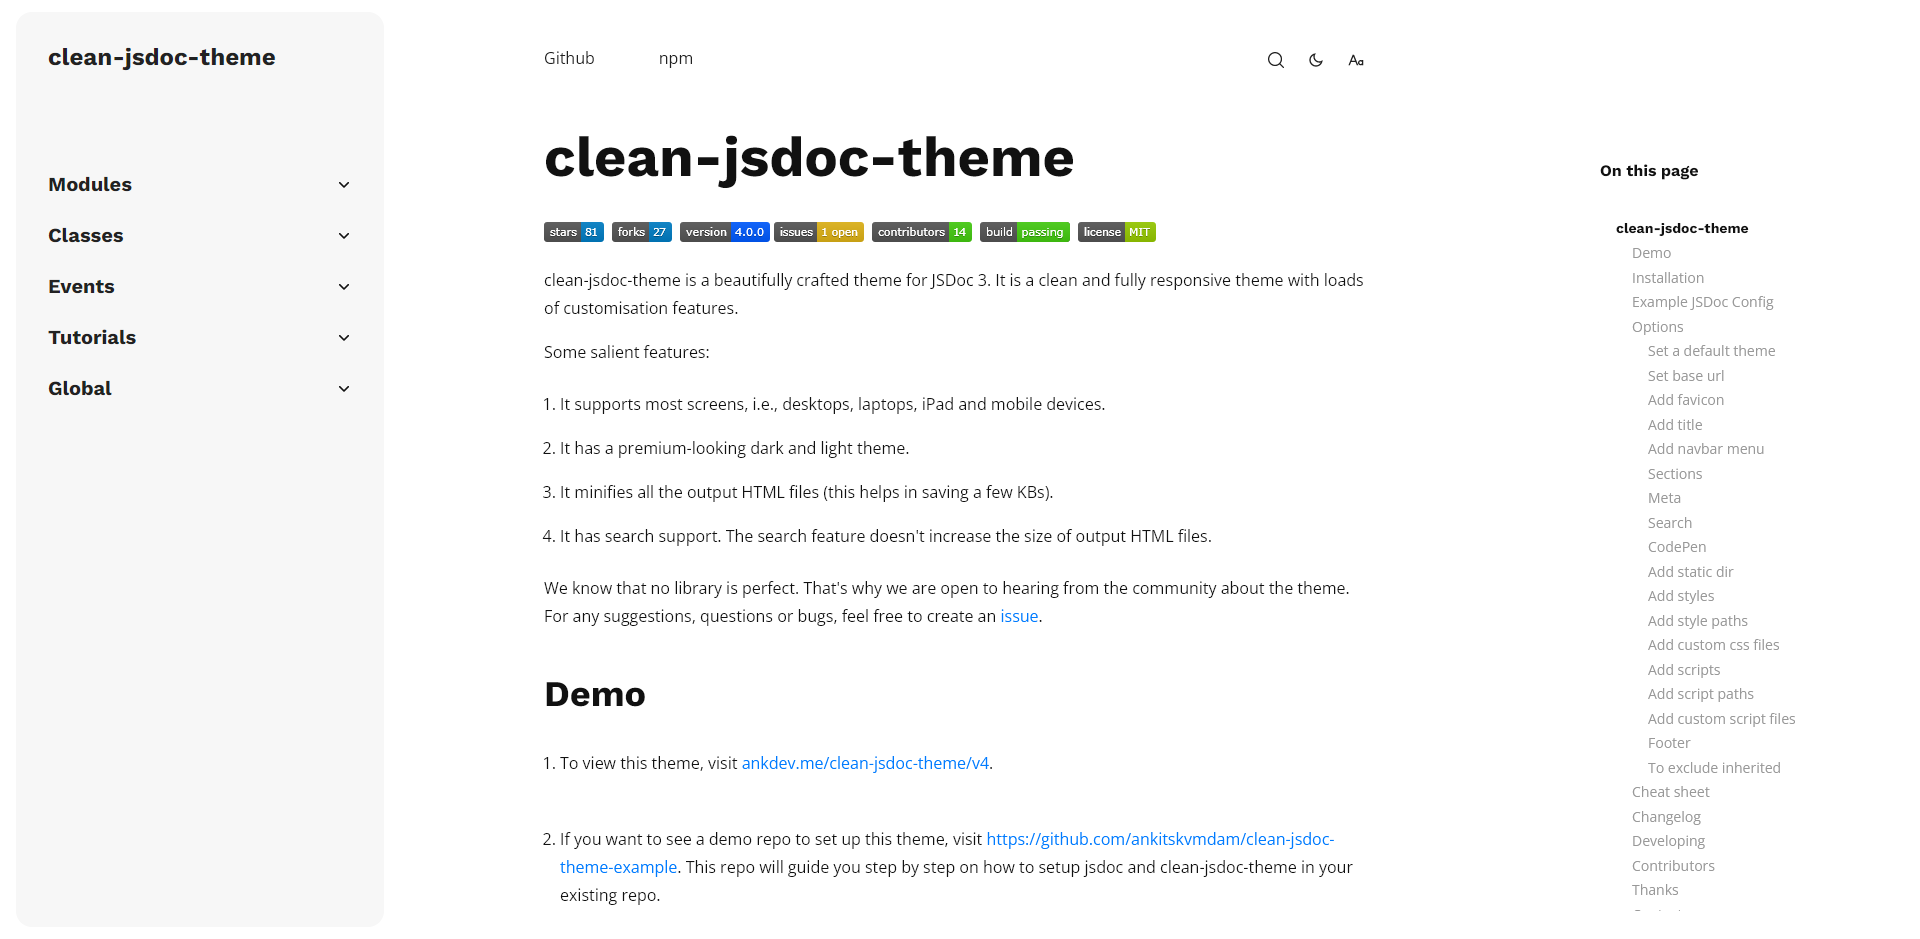 clean-jsdoc-theme
Modules
Classes
Events
Tutorials
Global
Github
npm
Aa
clean-jsdoc-theme
stars 81 forks 27 version 4.0.0 issues 1 open contributors 14 build passing license MIT
clean-jsdoc-theme is a beautifully crafted theme for JSDoc 3. It is a clean and fully responsive theme with loads
of customisation features.
Some salient features:
1. It supports most screens, i.e., desktops, laptops, iPad and mobile devices.
2. It has a premium-looking dark and light theme.
3. It minifies all the output HTML files (this helps in saving a few KBs).
4. It has search support. The search feature doesn't increase the size of output HTML files.
We know that no library is perfect. That's why we are open to hearing from the community about the theme.
For any suggestions, questions or bugs, feel free to create an issue.
Demo
1. To view this theme, visit ankdev.me/clean-jsdoc-theme/v4.
2. If you want to see a demo repo to set up this theme, visit https://github.com/ankitskvmdam/clean-jsdoc-
theme-example. This repo will guide you step by step on how to setup jsdoc and clean-jsdoc-theme in your
existing repo.
On this page
clean-jsdoc-theme
Demo
Installation
Example JSDoc Config
Options
Set a default theme
Set base url
Add favicon
Add title
Add navbar menu
Sections
Meta
Search
CodePen
Add static dir
Add styles
Add style paths
Add custom css files
Add scripts
Add script paths
Add custom script files
Footer
To exclude inherited
Cheat sheet
Changelog
Developing
Contributors
Thanks